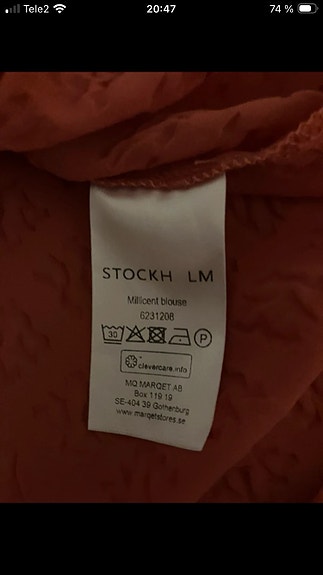 Tele2
20:47
74 %
STOCKH LM
Millicent blouse
6231208
30 P
clevercare.info
MQ MARQET AB
Box 119 19
SE-404 39 Gothenburg
www.marqetstores.se